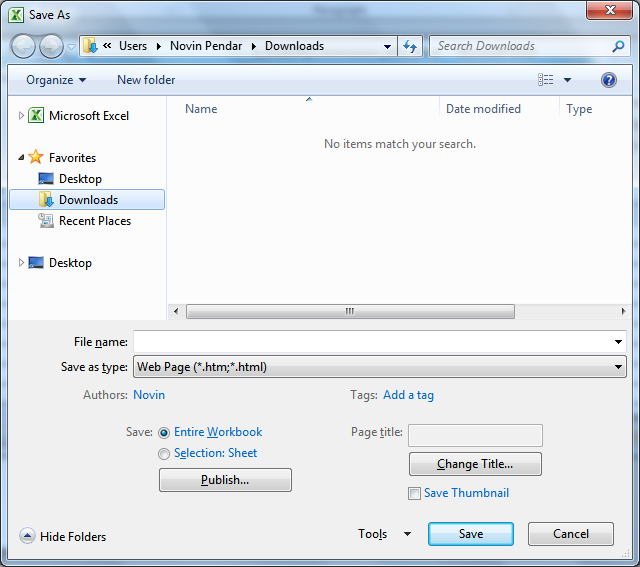 Save As
« Users Novin Pendar Downloads Search Downloads
Organize New folder
Name Date modified Type
Microsoft Excel
No items match your search.
Favorites
Desktop
Downloads
Recent Places
Desktop
File name:
Save as type: Web Page (*.htm;*.html)
Authors: Novin Tags: Add a tag
Save: Entire Workbook Page title:
Selection: Sheet
Change Title...
Publish...
Save Thumbnail
Hide Folders Tools Save Cancel